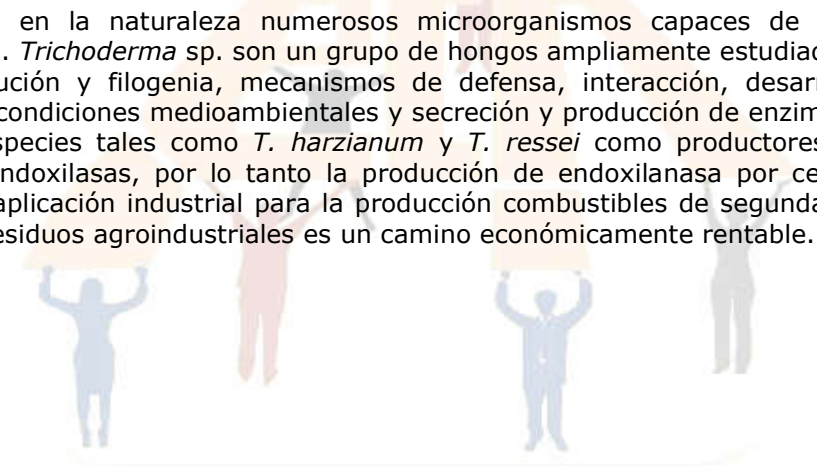 en la naturaleza numerosos microorganismos capaces de
. Trichoderma sp. son un grupo de hongos ampliamente estudiad
ución y filogenia, mecanismos de defensa, interacción, desarr
condiciones medioambientales y secreción y producción de enzim
species tales como T. harzianum y T. ressei como productores
ndoxilasas, por lo tanto la producción de endoxilanasa por ce
aplicación industrial para la producción combustibles de segunda
esiduos agroindustriales es un camino económicamente rentable.